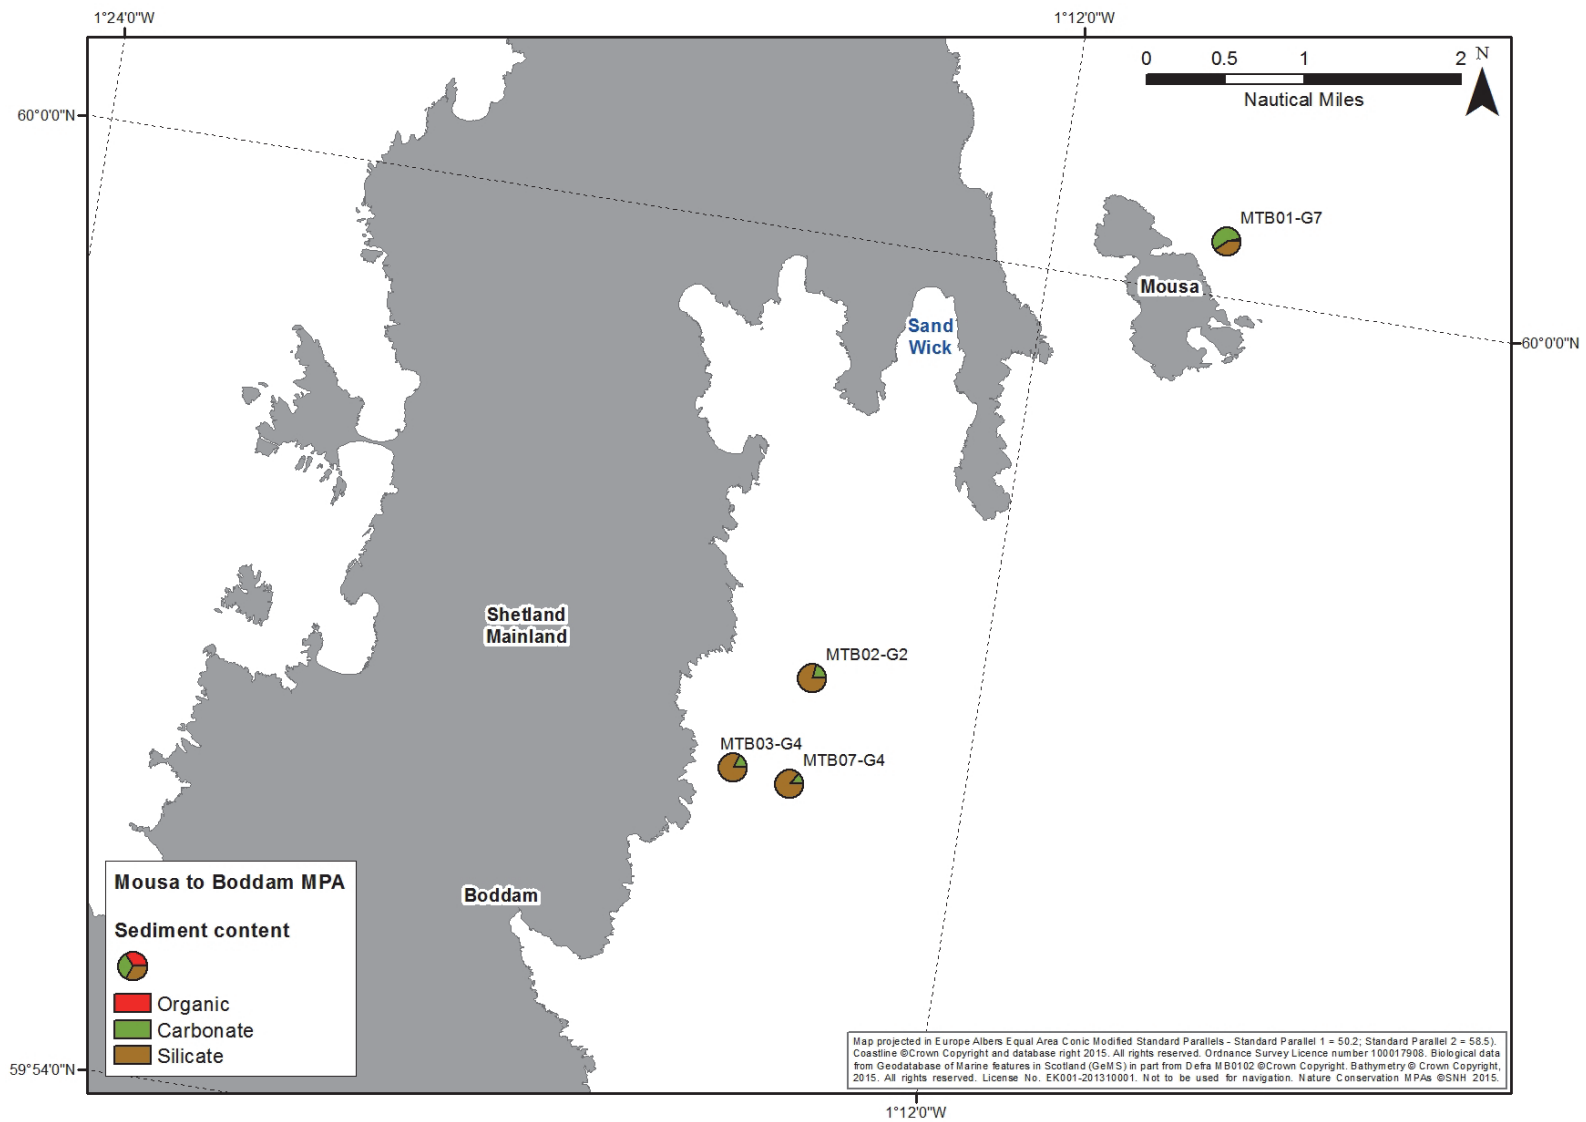 1°24'0"W
1°12'0"W
0 0.5 1 2
N
Nautical Miles
60°0'0"N
MTB01-G7
Mousa
Sand
Wick
60°0'0"N
Shetland
Mainland
MTB02-G2
MTB03-G4
MTB07-G4
Boddam
Mousa to Boddam MPA
Sediment content
Organic
Carbonate
Silicate
Map projected in Europe Albers Equal Area Conic Modified Standard Parallels - Standard Parallel 1 = 50.2; Standard Parallel 2 = 58.5).
Coastline ©Crown Copyright and database right 2015. All rights reserved. Ordnance Survey Licence number 100017908. Biological data
from Geodatabase of Marine features in Scotland (GeMS) in part from Defra MB0102 ©Crown Copyright. Bathymetry © Crown Copyright,
2015. All rights reserved. License No. EK001-201310001. Not to be used for navigation. Nature Conservation MPAs ©SNH 2015.
59°54'0"N
1°12'0"W